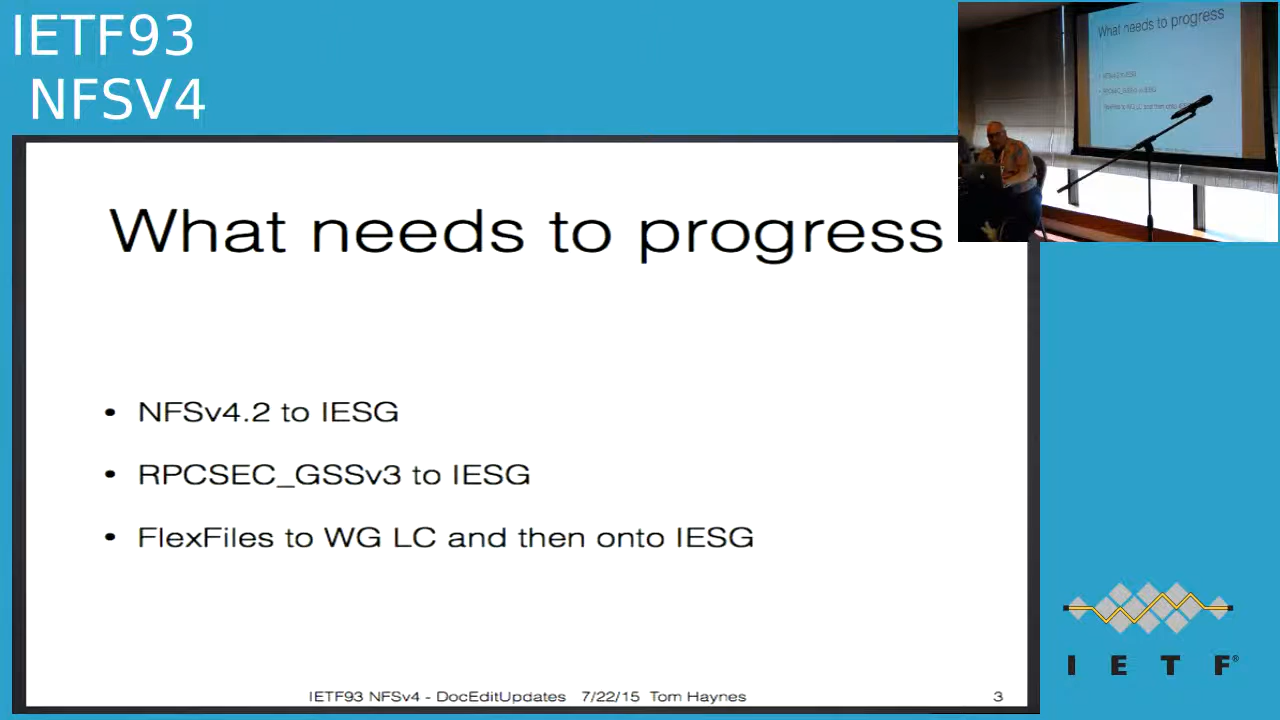 IETF93
NFSV4
What needs to progress
• NFSv4.2 to IESG
• RPCSEC_GSSv3 to IESG
• FlexFiles to WG LC and then onto IESG
IETF93 NFSv4 - DocEditUpdates 7/22/15 Tom Haynes 3
What needs to progress
I E T F®